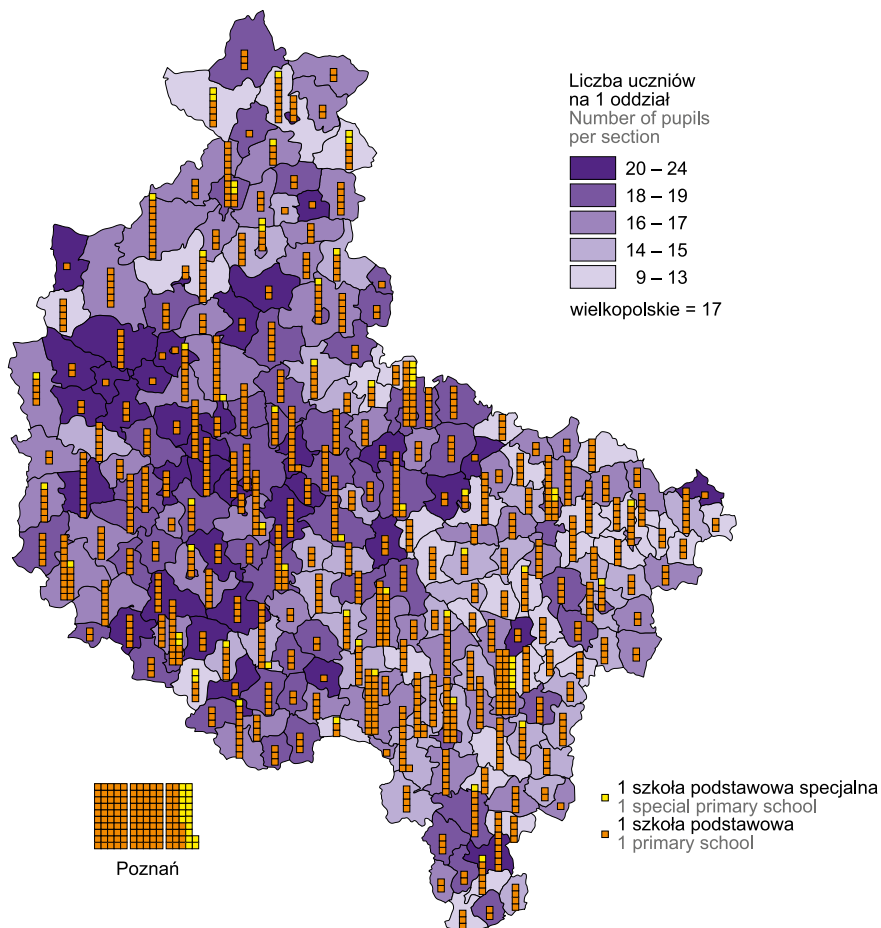 Liczba uczniów
na 1 oddział
Number of pupils
per section
20 – 24
18 – 19
16 – 17
14 – 15
9 – 13
wielkopolskie = 17
1 szkoła podstawowa specjalna
1 special primary school
1 szkoła podstawowa
1 primary school
Poznań